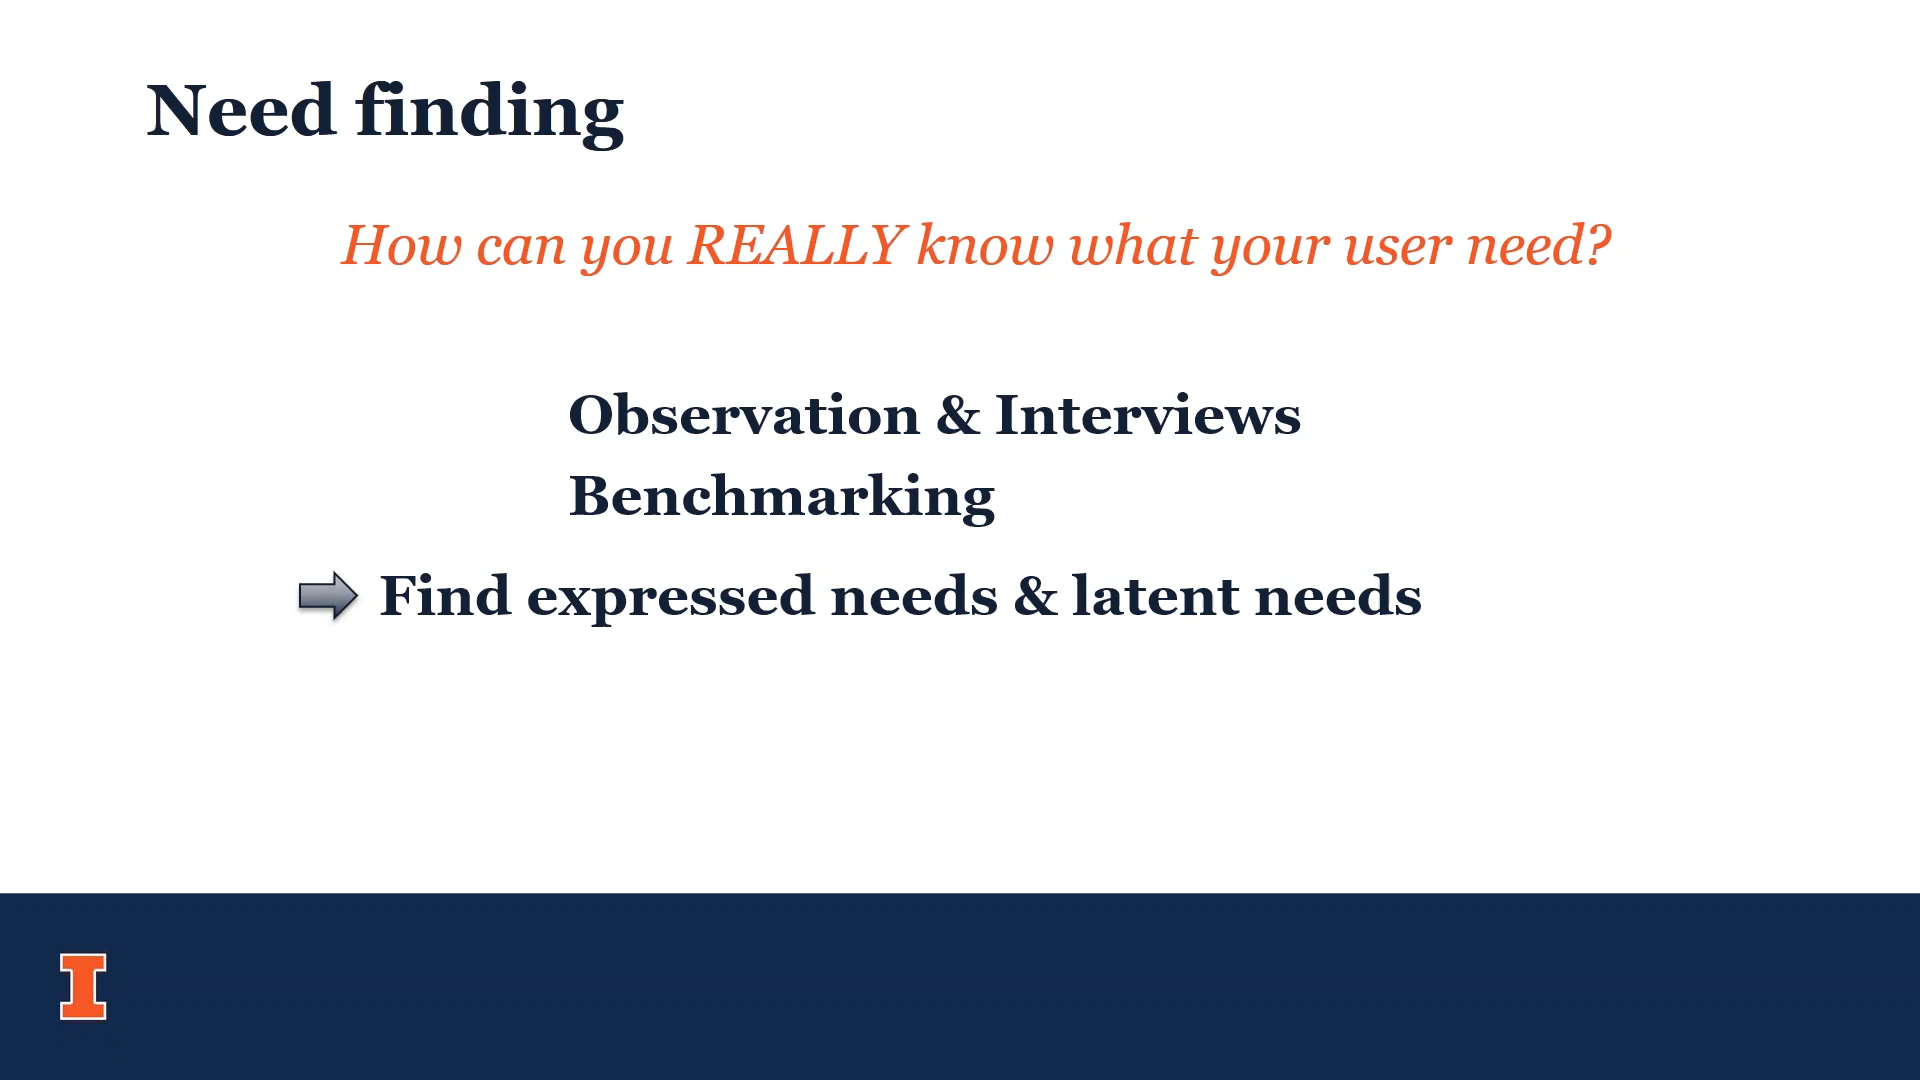 Need finding
How can you REALLY know what your user need?
Observation & Interviews
Benchmarking
Find expressed needs & latent needs
I